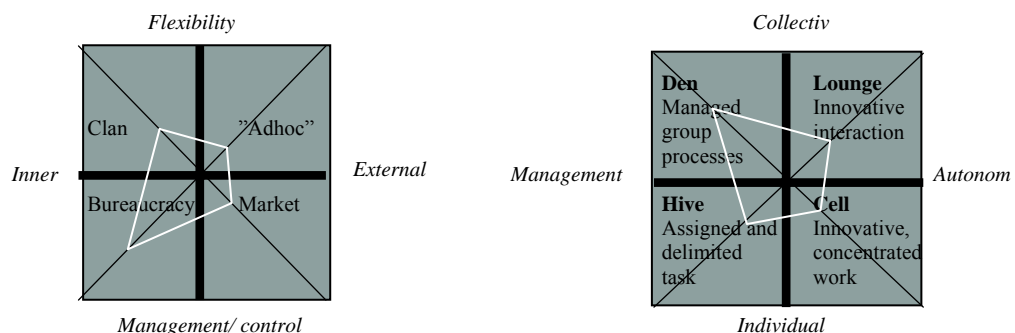 Flexibility
Clan
”Adhoc”
Inner
External
Bureaucracy
Market
Management/ control
Collectiv
Den
Managed
group
processes
Lounge
Innovative
interaction
Management
Autonom
Hive
Assigned and
delimited
task
Cell
Innovative,
concentrated
work
Individual